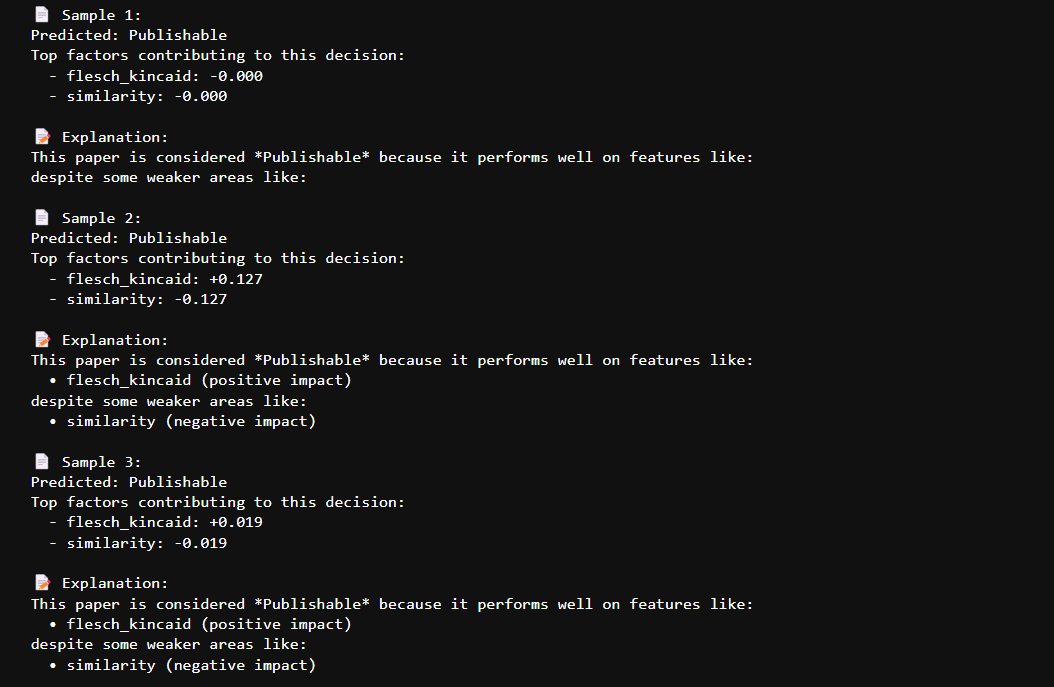 📄 Sample 1:
Predicted: Publishable
Top factors contributing to this decision:
  - flesch_kincaid: -0.000
  - similarity: -0.000

📝 Explanation:
This paper is considered *Publishable* because it performs well on features like:
despite some weaker areas like:

📄 Sample 2:
Predicted: Publishable
Top factors contributing to this decision:
  - flesch_kincaid: +0.127
  - similarity: -0.127

📝 Explanation:
This paper is considered *Publishable* because it performs well on features like:
  • flesch_kincaid (positive impact)
despite some weaker areas like:
  • similarity (negative impact)

📄 Sample 3:
Predicted: Publishable
Top factors contributing to this decision:
  - flesch_kincaid: +0.019
  - similarity: -0.019

📝 Explanation:
This paper is considered *Publishable* because it performs well on features like:
  • flesch_kincaid (positive impact)
despite some weaker areas like:
  • similarity (negative impact)